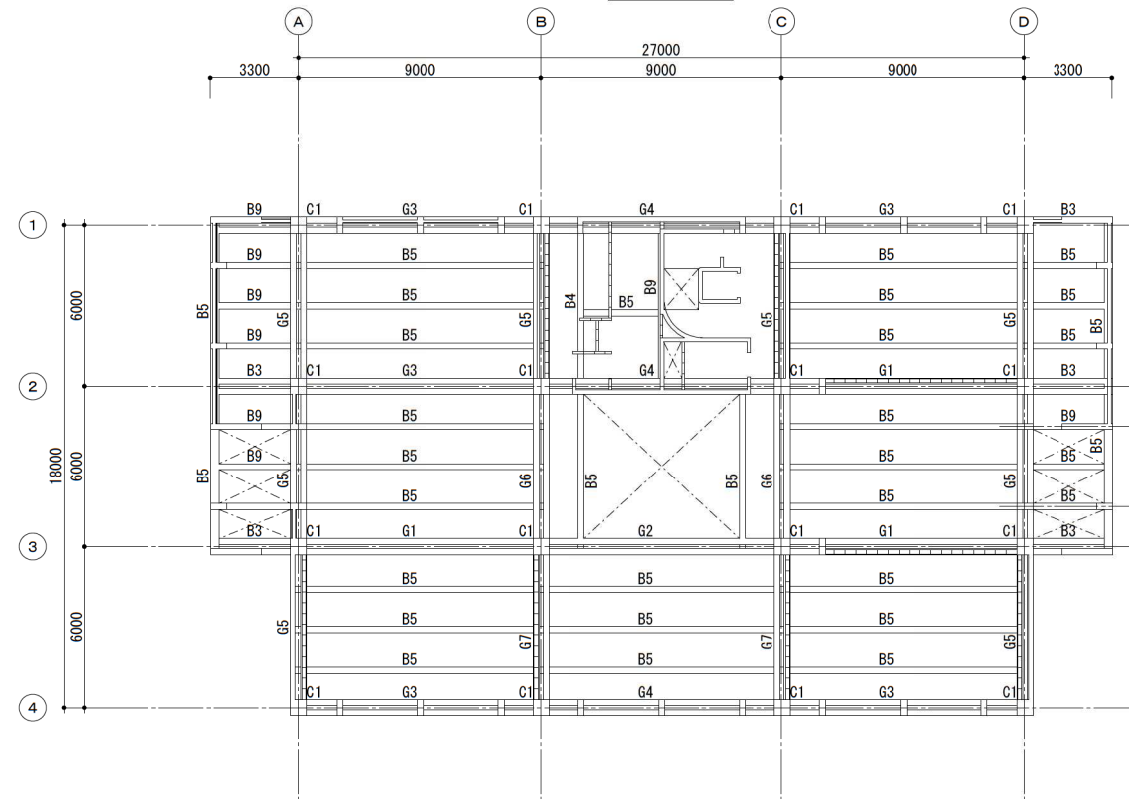 A B C D
27000
3300 9000 9000 9000 3300
B9 C1 G3 C1 G4 C1 G3 C1 B3
1
B9 B5 B5 B5
B9 B5 B4 B5 B9 B5 B5
6000 B5 G5 G5 G5 G5 B5
B9 B5 B5 B5
B3 C1 G3 C1 G4 C1 G1 C1 B5
2
B9 B5 B5 B9
18000 6000
B9 B5 B5 B5 B5
B5 G5 G6 B5 B5 G6 G5
B5 B5 B5
B3 C1 G1 C1 G2 C1 G1 C1 B3
3
B5 B5 B5
6000
B5 B5 B5
G5 G7 G7 G5
B5 B5 B5
C1 G3 C1 G4 C1 G3 C1
4